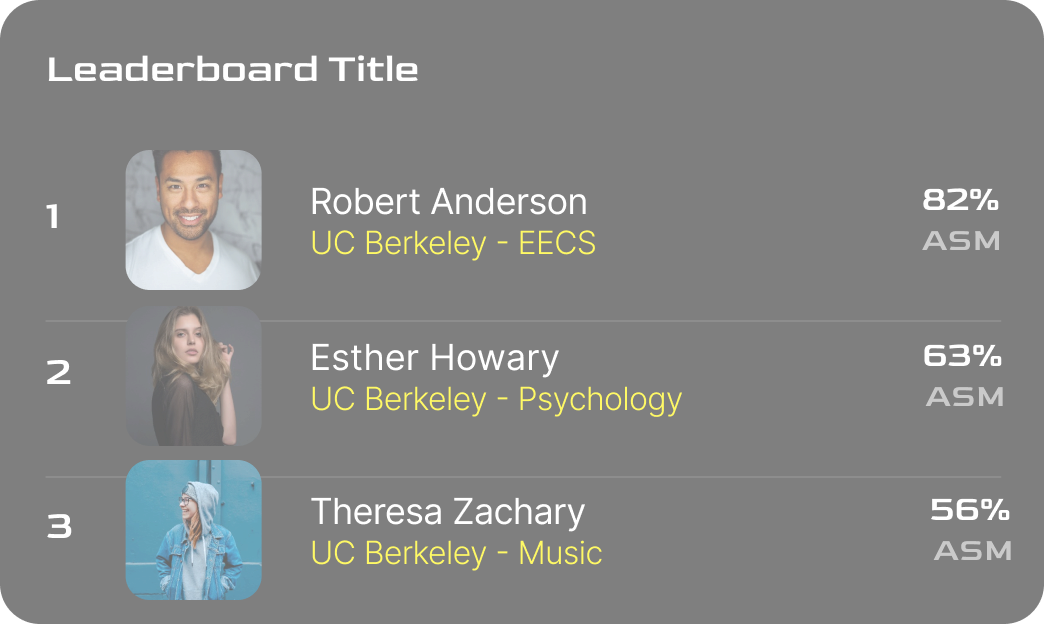 Leaderboard Title
1
Robert Anderson
UC Berkeley - EECS
82%
ASM
2
Esther Howary
UC Berkeley - Psychology
63%
ASM
3
Theresa Zachary
UC Berkeley - Music
56%
ASM